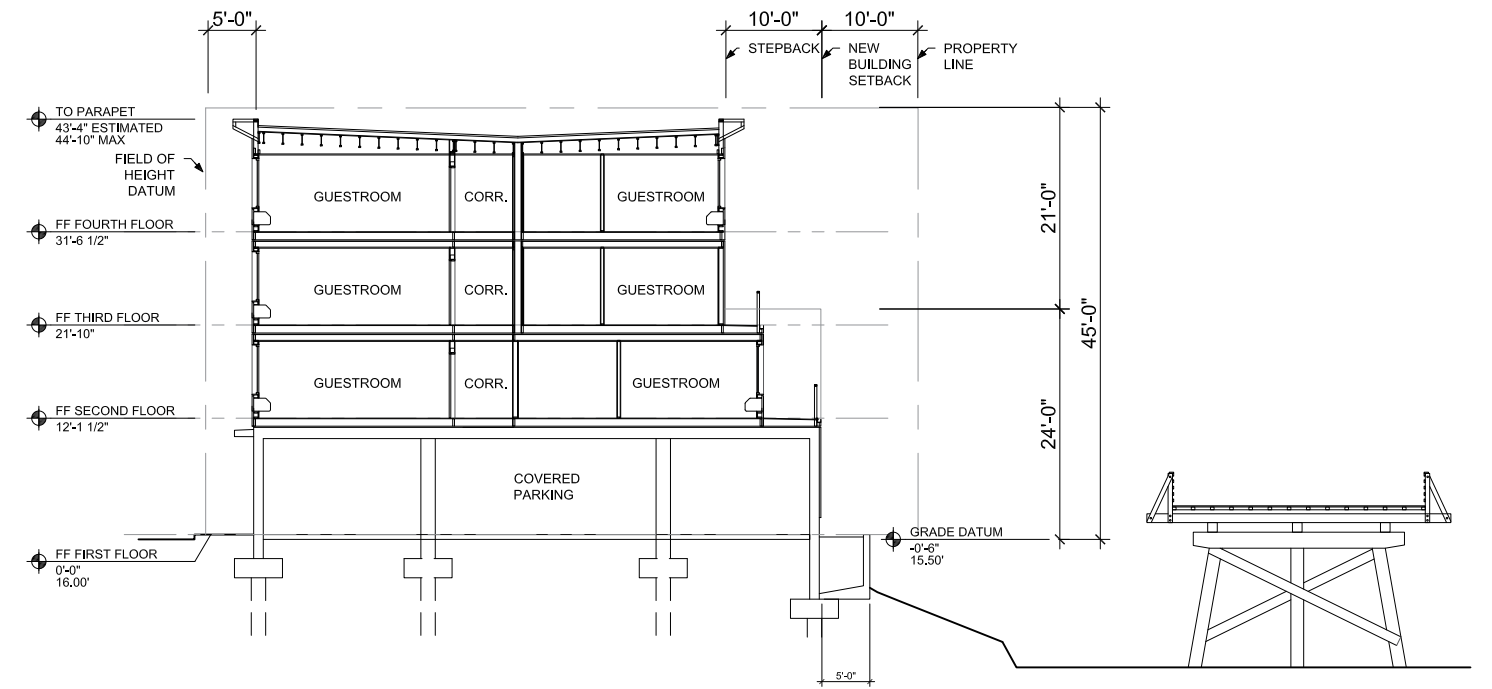 5'-0"
10'-0"
10'-0"
STEPBACK
NEW
BUILDING
SETBACK
PROPERTY
LINE
TO PARAPET
43'-4" ESTIMATED
44'-10" MAX
FIELD OF
HEIGHT
DATUM
GUESTROOM
CORR.
GUESTROOM
21'-0"
FF FOURTH FLOOR
31'-6 1/2"
GUESTROOM
CORR.
GUESTROOM
FF THIRD FLOOR
21'-10"
45'-0"
GUESTROOM
CORR.
GUESTROOM
FF SECOND FLOOR
12'-1 1/2"
24'-0"
COVERED
PARKING
GRADE DATUM
-0'-6"
15.50'
FF FIRST FLOOR
0'-0"
16.00'
5'-0"